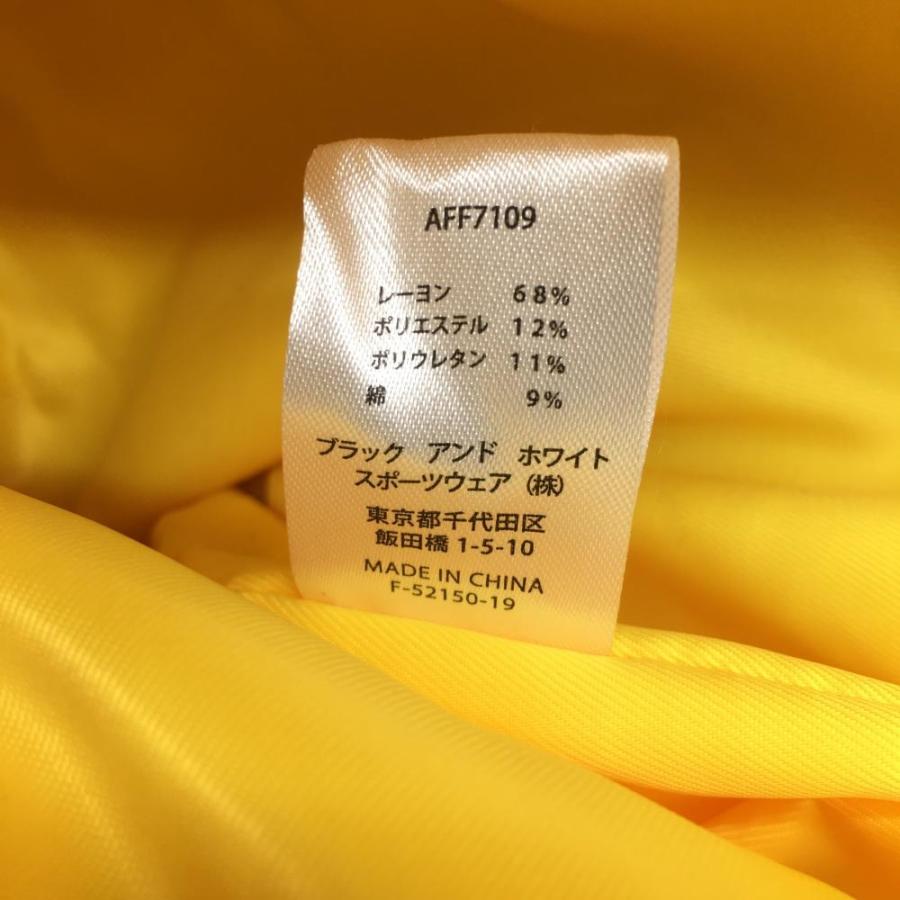 AFF7109
レーヨン 68%
ポリエステル 12%
ポリウレタン 11%
綿 9%
ブラック アンド ホワイト
スポーツウェア(株)
東京都千代田区
飯田橋1-5-10
MADE IN CHINA
F-52150-19